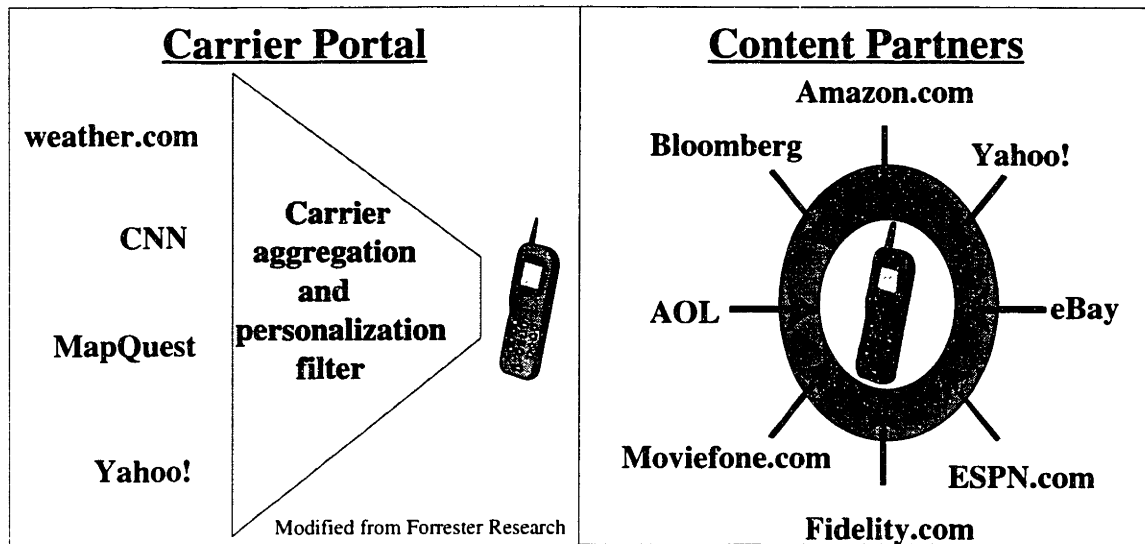 Carrier Portal
weather.com
CNN
MapQuest
Yahoo!
Carrier
aggregation
and
personalization
filter
Modified from Forrester Research
Content Partners
Amazon.com
Bloomberg
Yahoo!
AOL
eBay
Moviefone.com
ESPN.com
Fidelity.com